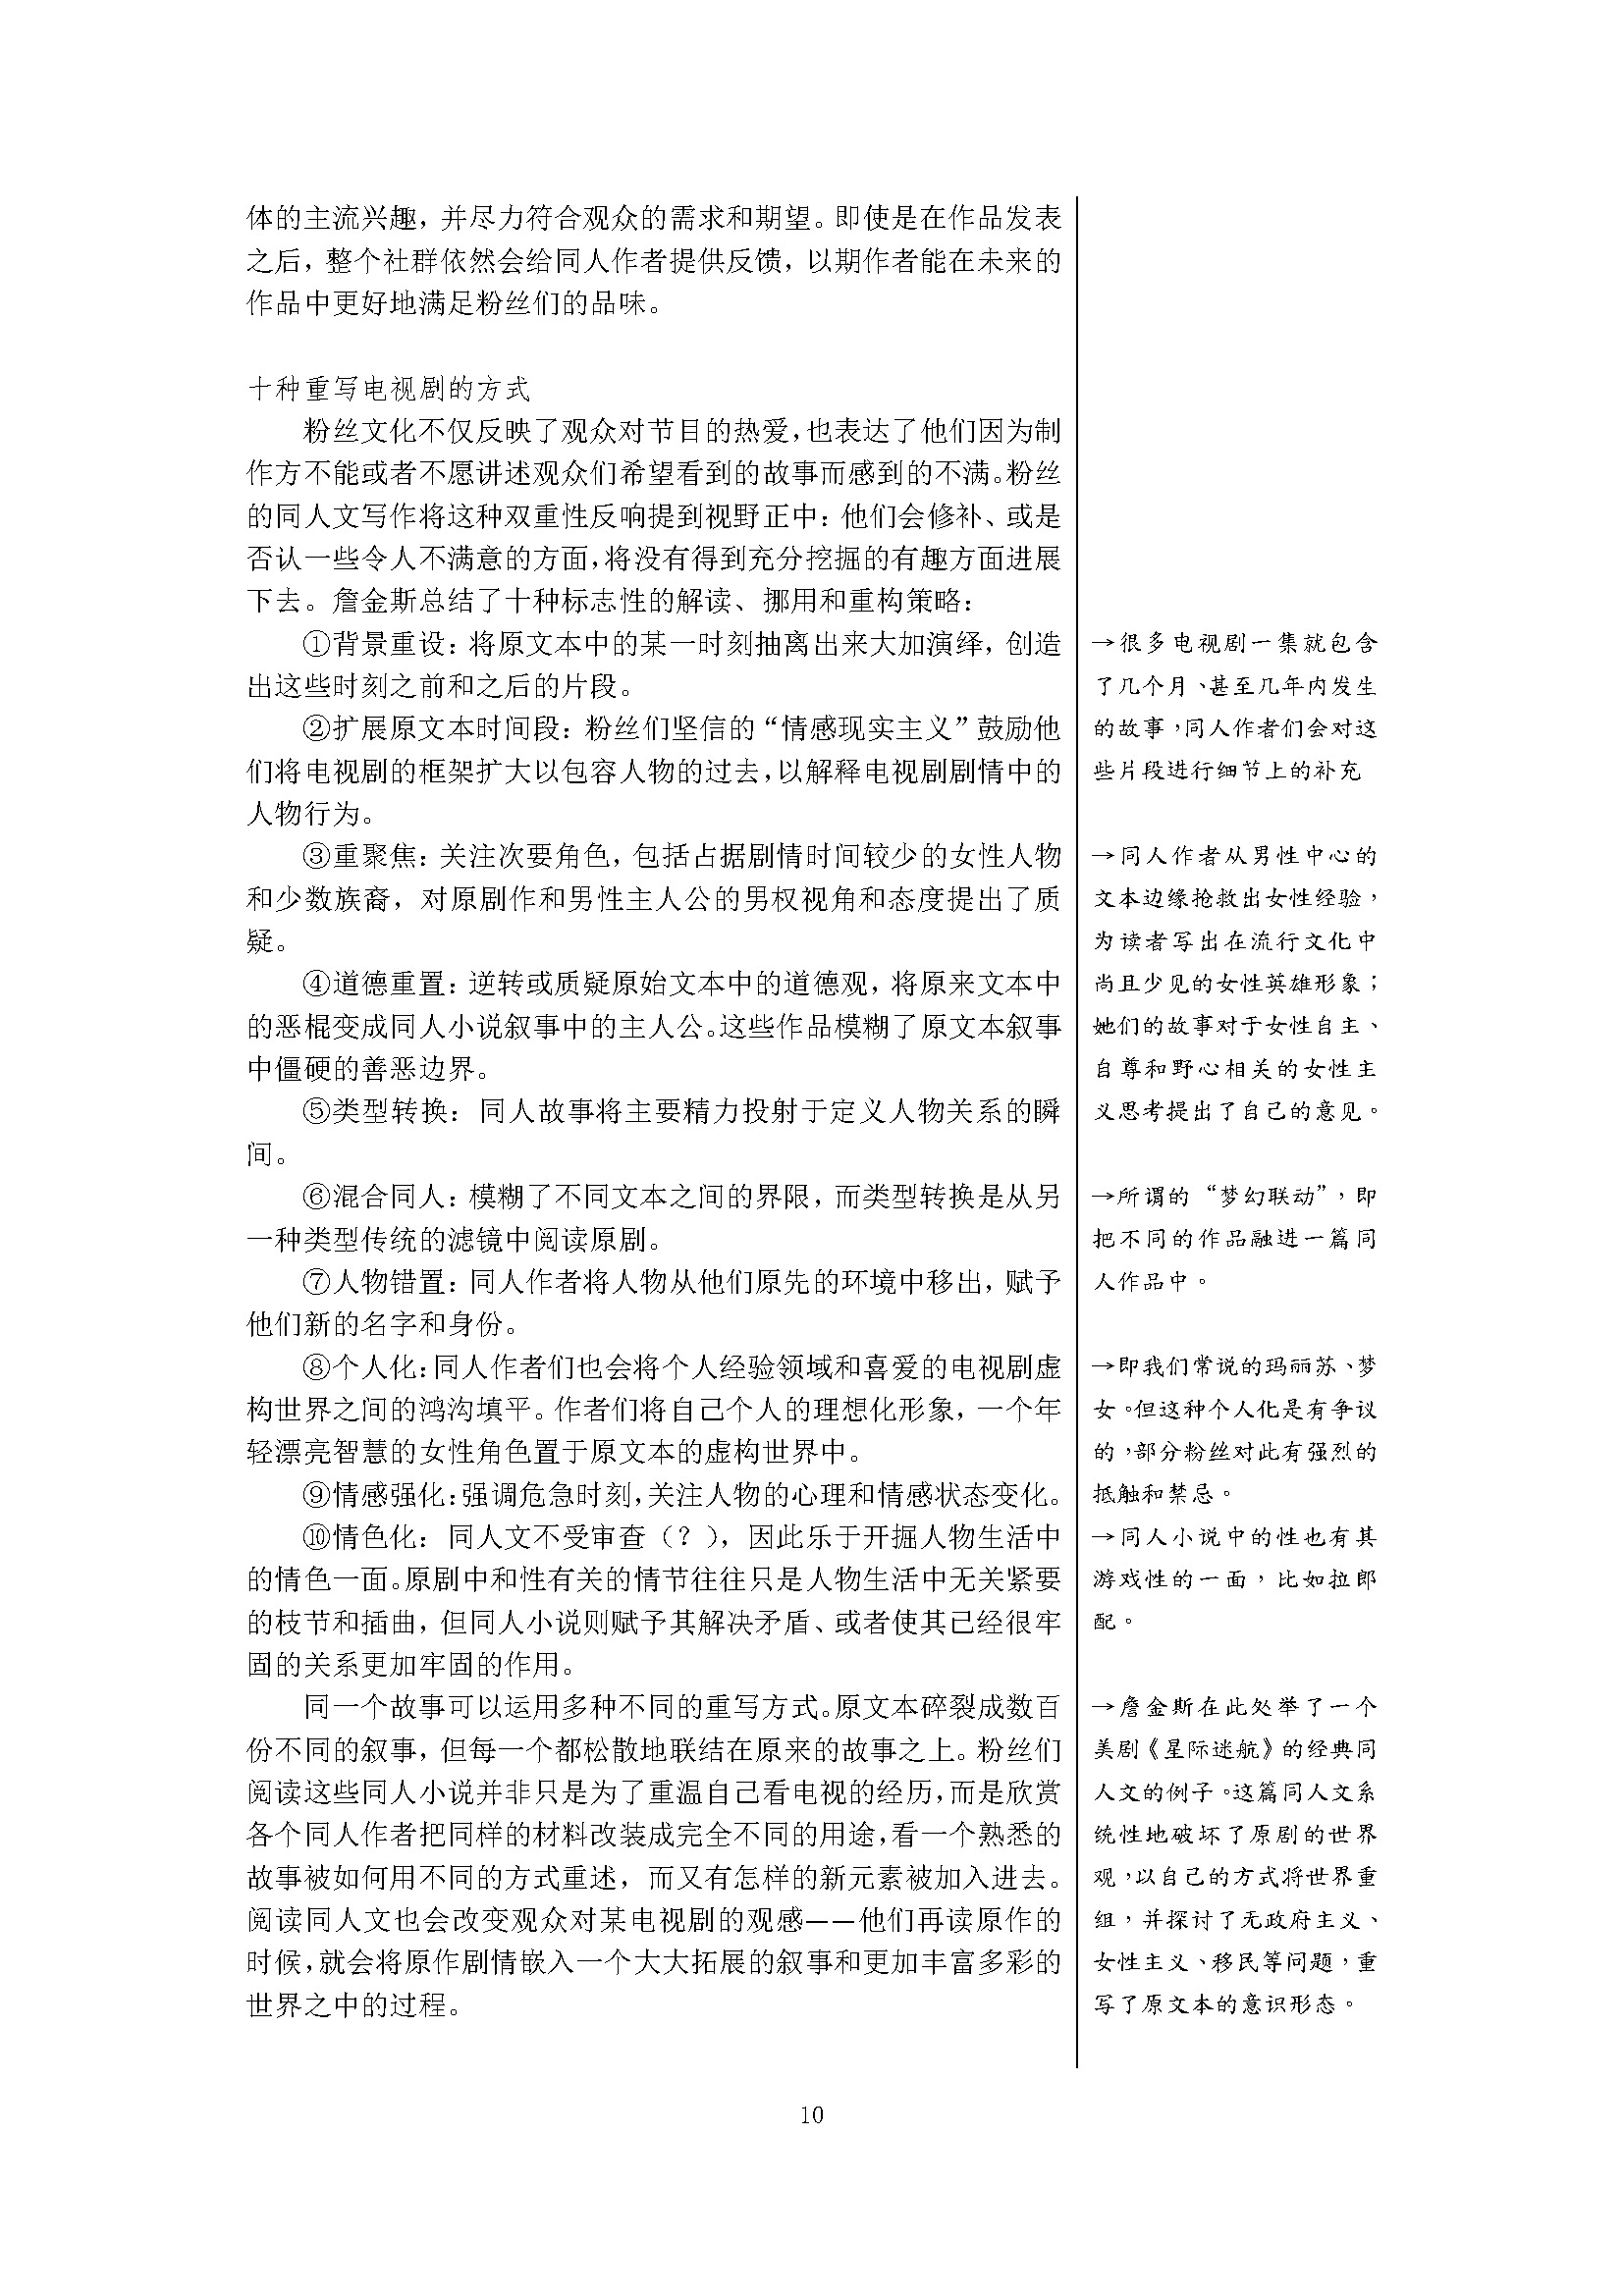 体的主流兴趣，并尽力符合观众的需求和期望。即使是在作品发表
之后，整个社群依然会给同人作者提供反馈，以期作者能在未来的
作品中更好地满足粉丝们的品味。
十种重写电视剧的方式
粉丝文化不仅反映了观众对节目的热爱，也表达了他们因为制
作方不能或者不愿讲述观众们希望看到的故事而感到的不满。粉丝
的同人文写作将这种双重性反响提到视野正中：他们会修补、或是
否认一些令人不满意的方面，将没有得到充分挖掘的有趣方面进展
下去。詹金斯总结了十种标志性的解读、挪用和重构策略：
①背景重设：将原文本中的某一时刻抽离出来大加演绎，创造
出这些时刻之前和之后的片段。
②扩展原文本时间段：粉丝们坚信的“情感现实主义”鼓励他
们将电视剧的框架扩大以包容人物的过去，以解释电视剧剧情中的
人物行为。
③重聚焦：关注次要角色，包括占据剧情时间较少的女性人物
和少数族裔，对原剧作和男性主人公的男权视角和态度提出了质
疑。
④道德重置：逆转或质疑原始文本中的道德观，将原来文本中
的恶棍变成同人小说叙事中的主人公。这些作品模糊了原文本叙事
中僵硬的善恶边界。
⑤类型转换：同人故事将主要精力投射于定义人物关系的瞬
间。
⑥混合同人：模糊了不同文本之间的界限，而类型转换是从另
一种类型传统的滤镜中阅读原剧。
⑦人物错置：同人作者将人物从他们原先的环境中移出，赋予
他们新的名字和身份。
⑧个人化：同人作者们也会将个人经验领域和喜爱的电视剧虚
构世界之间的鸿沟填平。作者们将自己个人的理想化形象，一个年
轻漂亮智慧的女性角色置于原文本的虚构世界中。
⑨情感强化：强调危急时刻，关注人物的心理和情感状态变化。
⑩情色化：同人文不受审查（？），因此乐于开掘人物生活中
的情色一面。原剧中和性有关的情节往往只是人物生活中无关紧要
的枝节和插曲，但同人小说则赋予其解决矛盾、或者使其已经很牢
固的关系更加牢固的作用。
同一个故事可以运用多种不同的重写方式。原文本碎裂成数百
份不同的叙事，但每一个都松散地联结在原来的故事之上。粉丝们
阅读这些同人小说并非只是为了重温自己看电视的经历，而是欣赏
各个同人作者把同样的材料改装成完全不同的用途，看一个熟悉的
故事被如何用不同的方式重述，而又有怎样的新元素被加入进去。
阅读同人文也会改变观众对某电视剧的观感——他们再读原作的
时候，就会将原作剧情嵌入一个大大拓展的叙事和更加丰富多彩的
世界之中的过程。
→很多电视剧一集就包含
了几个月、甚至几年内发生
的故事，同人作者们会对这
些片段进行细节上的补充
→同人作者从男性中心的
文本边缘抢救出女性经验，
为读者写出在流行文化中
尚且少见的女性英雄形象；
她们的故事对于女性自主、
自尊和野心相关的女性主
义思考提出了自己的意见。
→所谓的“梦幻联动”，即
把不同的作品融进一篇同
人作品中。
→即我们常说的玛丽苏、梦
女。但这种个人化是有争议
的，部分粉丝对此有强烈的
抵触和禁忌。
→同人小说中的性也有其
游戏性的一面，比如拉郎
配。
→詹金斯在此处举了一个
美剧《星际迷航》的经典同
人文的例子。这篇同人文系
统性地破坏了原剧的世界
观，以自己的方式将世界重
组，并探讨了无政府主义、
女性主义、移民等问题，重
写了原文本的意识形态。
10